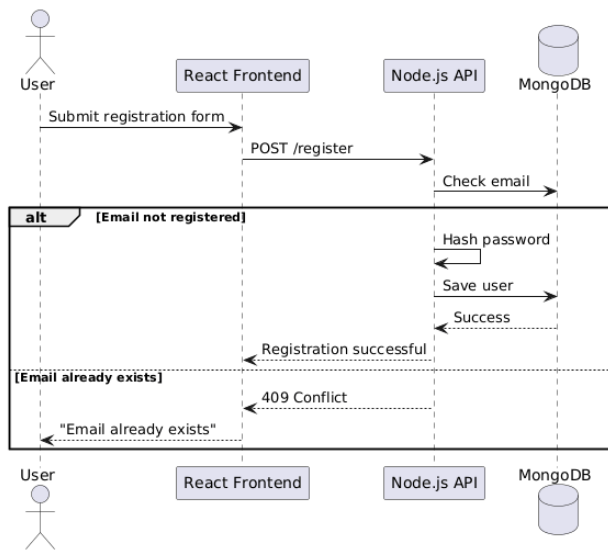 User
React Frontend
Node.js API
MongoDB
Submit registration form
POST /register
Check email
alt [Email not registered]
Hash password
Save user
Success
Registration successful
[Email already exists]
409 Conflict
"Email already exists"
User
React Frontend
Node.js API
MongoDB